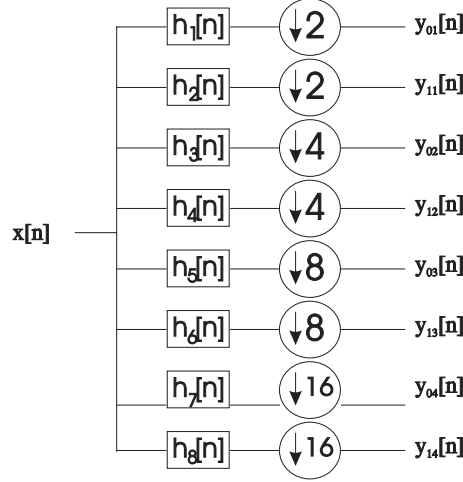 h₁[n] ↓2 y₀₁[n]
h₂[n] ↓2 y₁₁[n]
h₃[n] ↓4 y₀₂[n]
h₄[n] ↓4 y₁₂[n]
x[n]
h₅[n] ↓8 y₀₃[n]
h₆[n] ↓8 y₁₃[n]
h₇[n] ↓16 y₀₄[n]
h₈[n] ↓16 y₁₄[n]